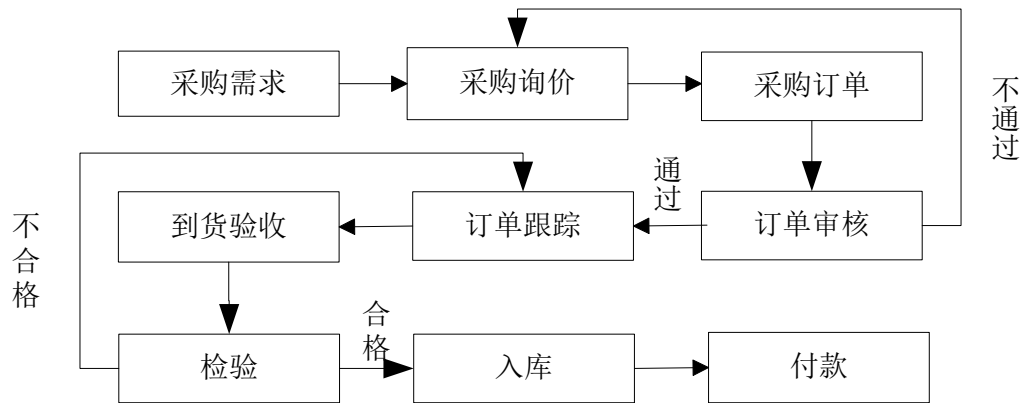 采购需求
采购询价
采购订单
不通过
通过
到货验收
订单跟踪
订单审核
不合格
合格
检验
入库
付款